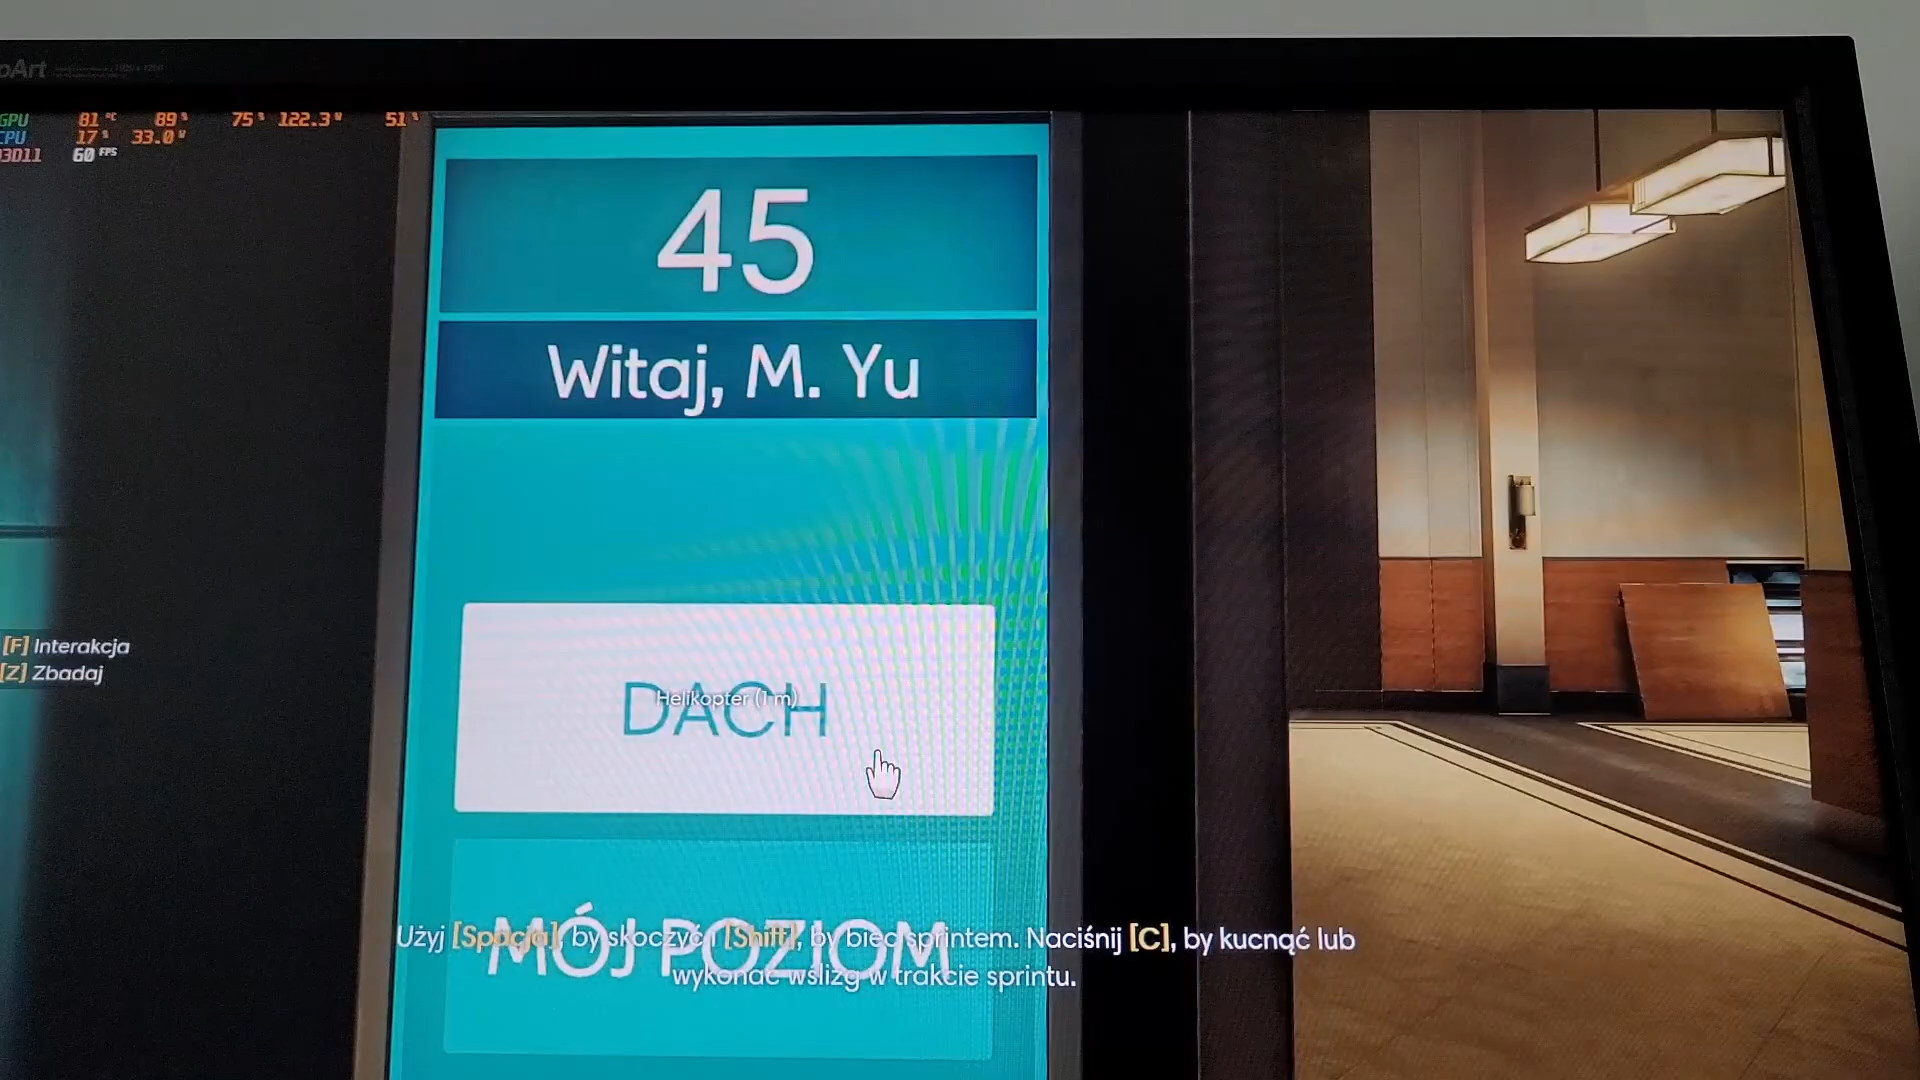 oArt
GPU 81 °C 89 % 75 % 122.3 W 51 %
CPU 17 % 33.0 W
D3D11 60 FPS
45
Witaj, M. Yu
[F] Interakcja
[Z] Zbadaj
DACH
Helikopter (1 m)
MÓJ POZIOM
Użyj [Spacja], by skoczyć i [Shift], by biec sprintem. Naciśnij [C], by kucnąć lub
wykonać wślizg w trakcie sprintu.